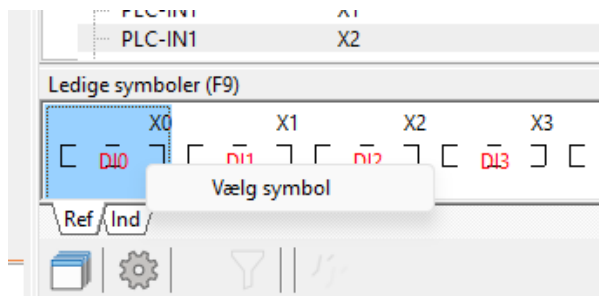 PLC-IN1 X1
PLC-IN1 X2
Ledige symboler (F9)
X0 X1 X2 X3
DI0 DI1 DI2 DI3
Vælg symbol
Ref Ind